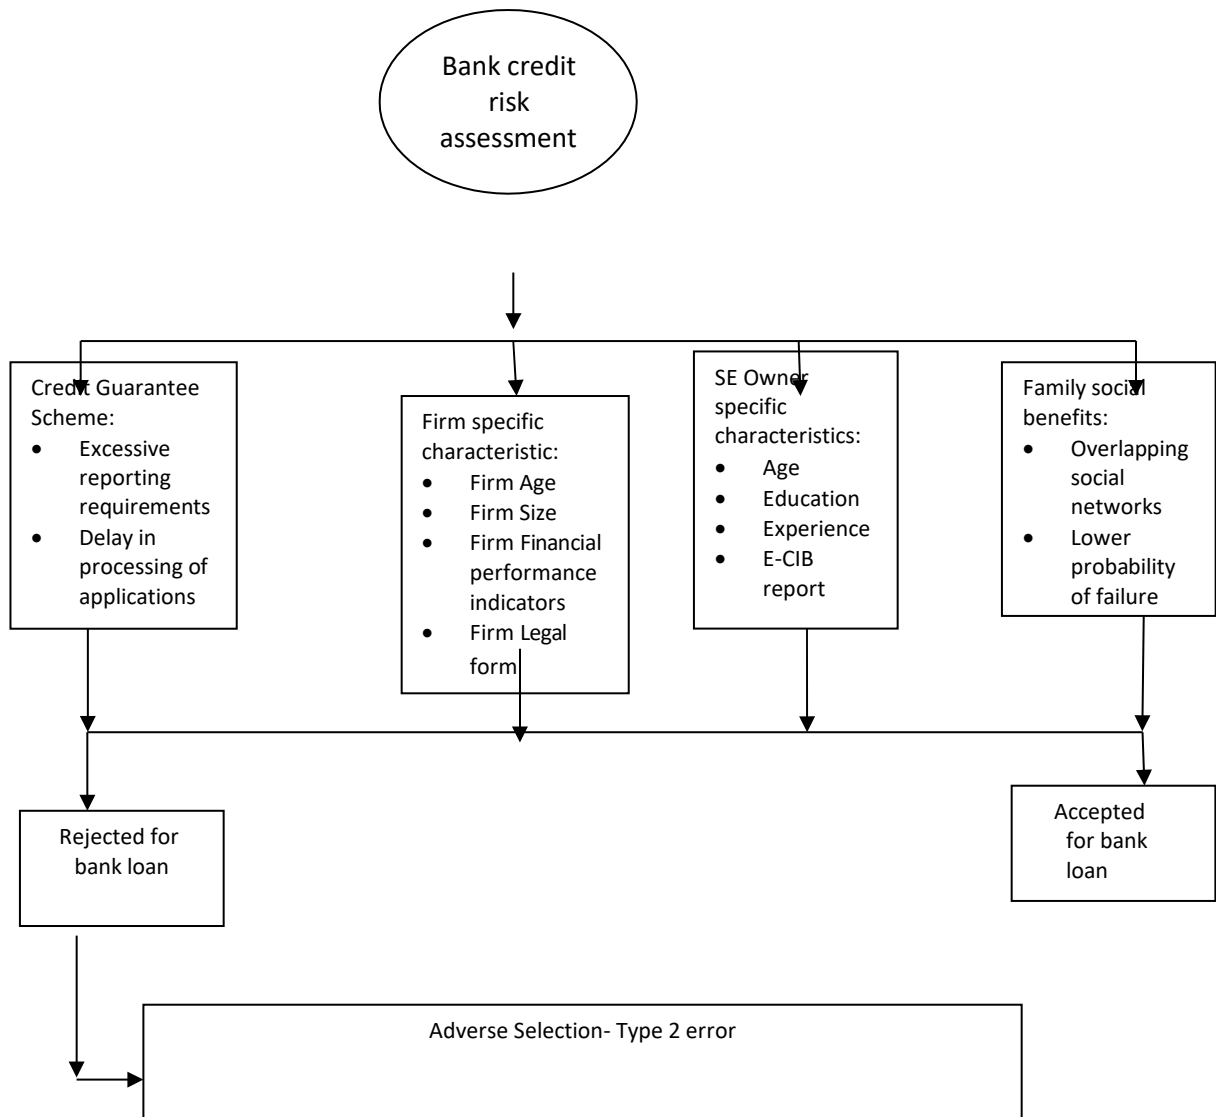 Bank credit
risk
assessment
Credit Guarantee
Scheme:
• Excessive
reporting
requirements
• Delay in
processing of
applications
Firm specific
characteristic:
• Firm Age
• Firm Size
• Firm Financial
performance
indicators
• Firm Legal
form
SE Owner
specific
characteristics:
• Age
• Education
• Experience
• E-CIB
report
Family social
benefits:
• Overlapping
social
networks
• Lower
probability
of failure
Rejected for
bank loan
Accepted
for bank
loan
Adverse Selection- Type 2 error